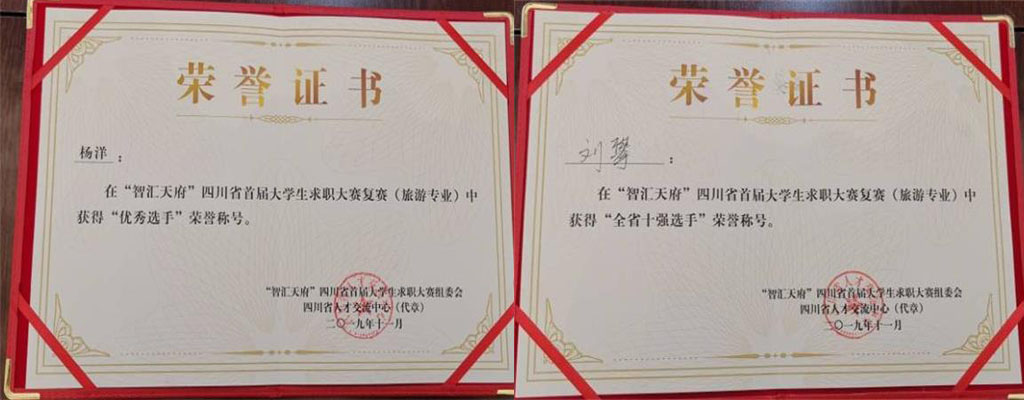 荣誉证书
杨洋：
在“智汇天府”四川省首届大学生求职大赛复赛（旅游专业）中
获得“优秀选手”荣誉称号。
“智汇天府”四川省首届大学生求职大赛组委会
四川省人才交流中心（代章）
二〇一九年十一月
荣誉证书
刘：
在“智汇天府”四川省首届大学生求职大赛复赛（旅游专业）中
获得“全省十强选手”荣誉称号。
“智汇天府”四川省首届大学生求职大赛组委会
四川省人才交流中心（代章）
二〇一九年十一月